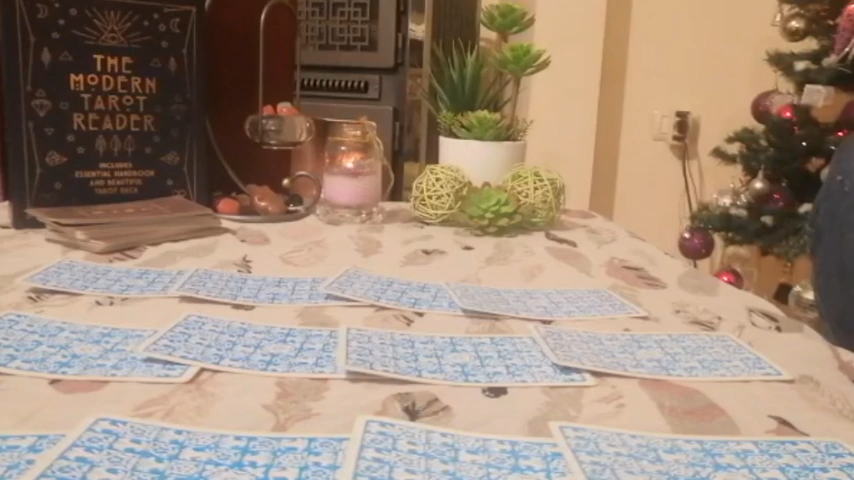 THE
MODERN
TAROT
READER
INCLUDES
ESSENTIAL HANDBOOK
AND BEAUTIFUL
TAROT DECK